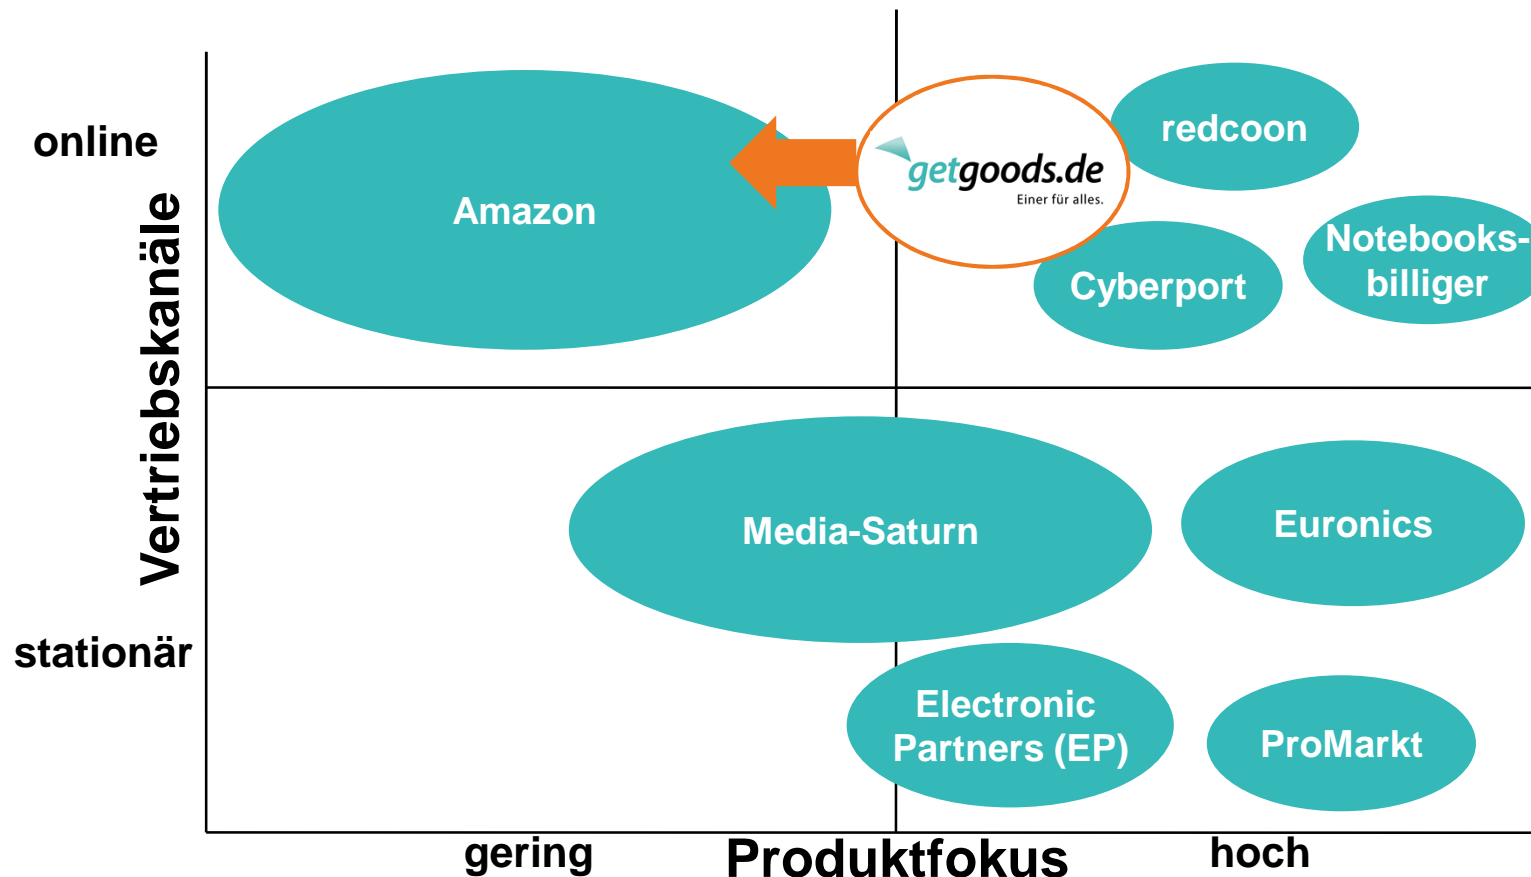 online
Vertriebskanäle
stationär
Amazon
getgoods.de
Einer für alles.
redcoon
Cyberport
Notebooks-
billiger
Media-Saturn
Euronics
Electronic
Partners (EP)
ProMarkt
gering
Produktfokus
hoch